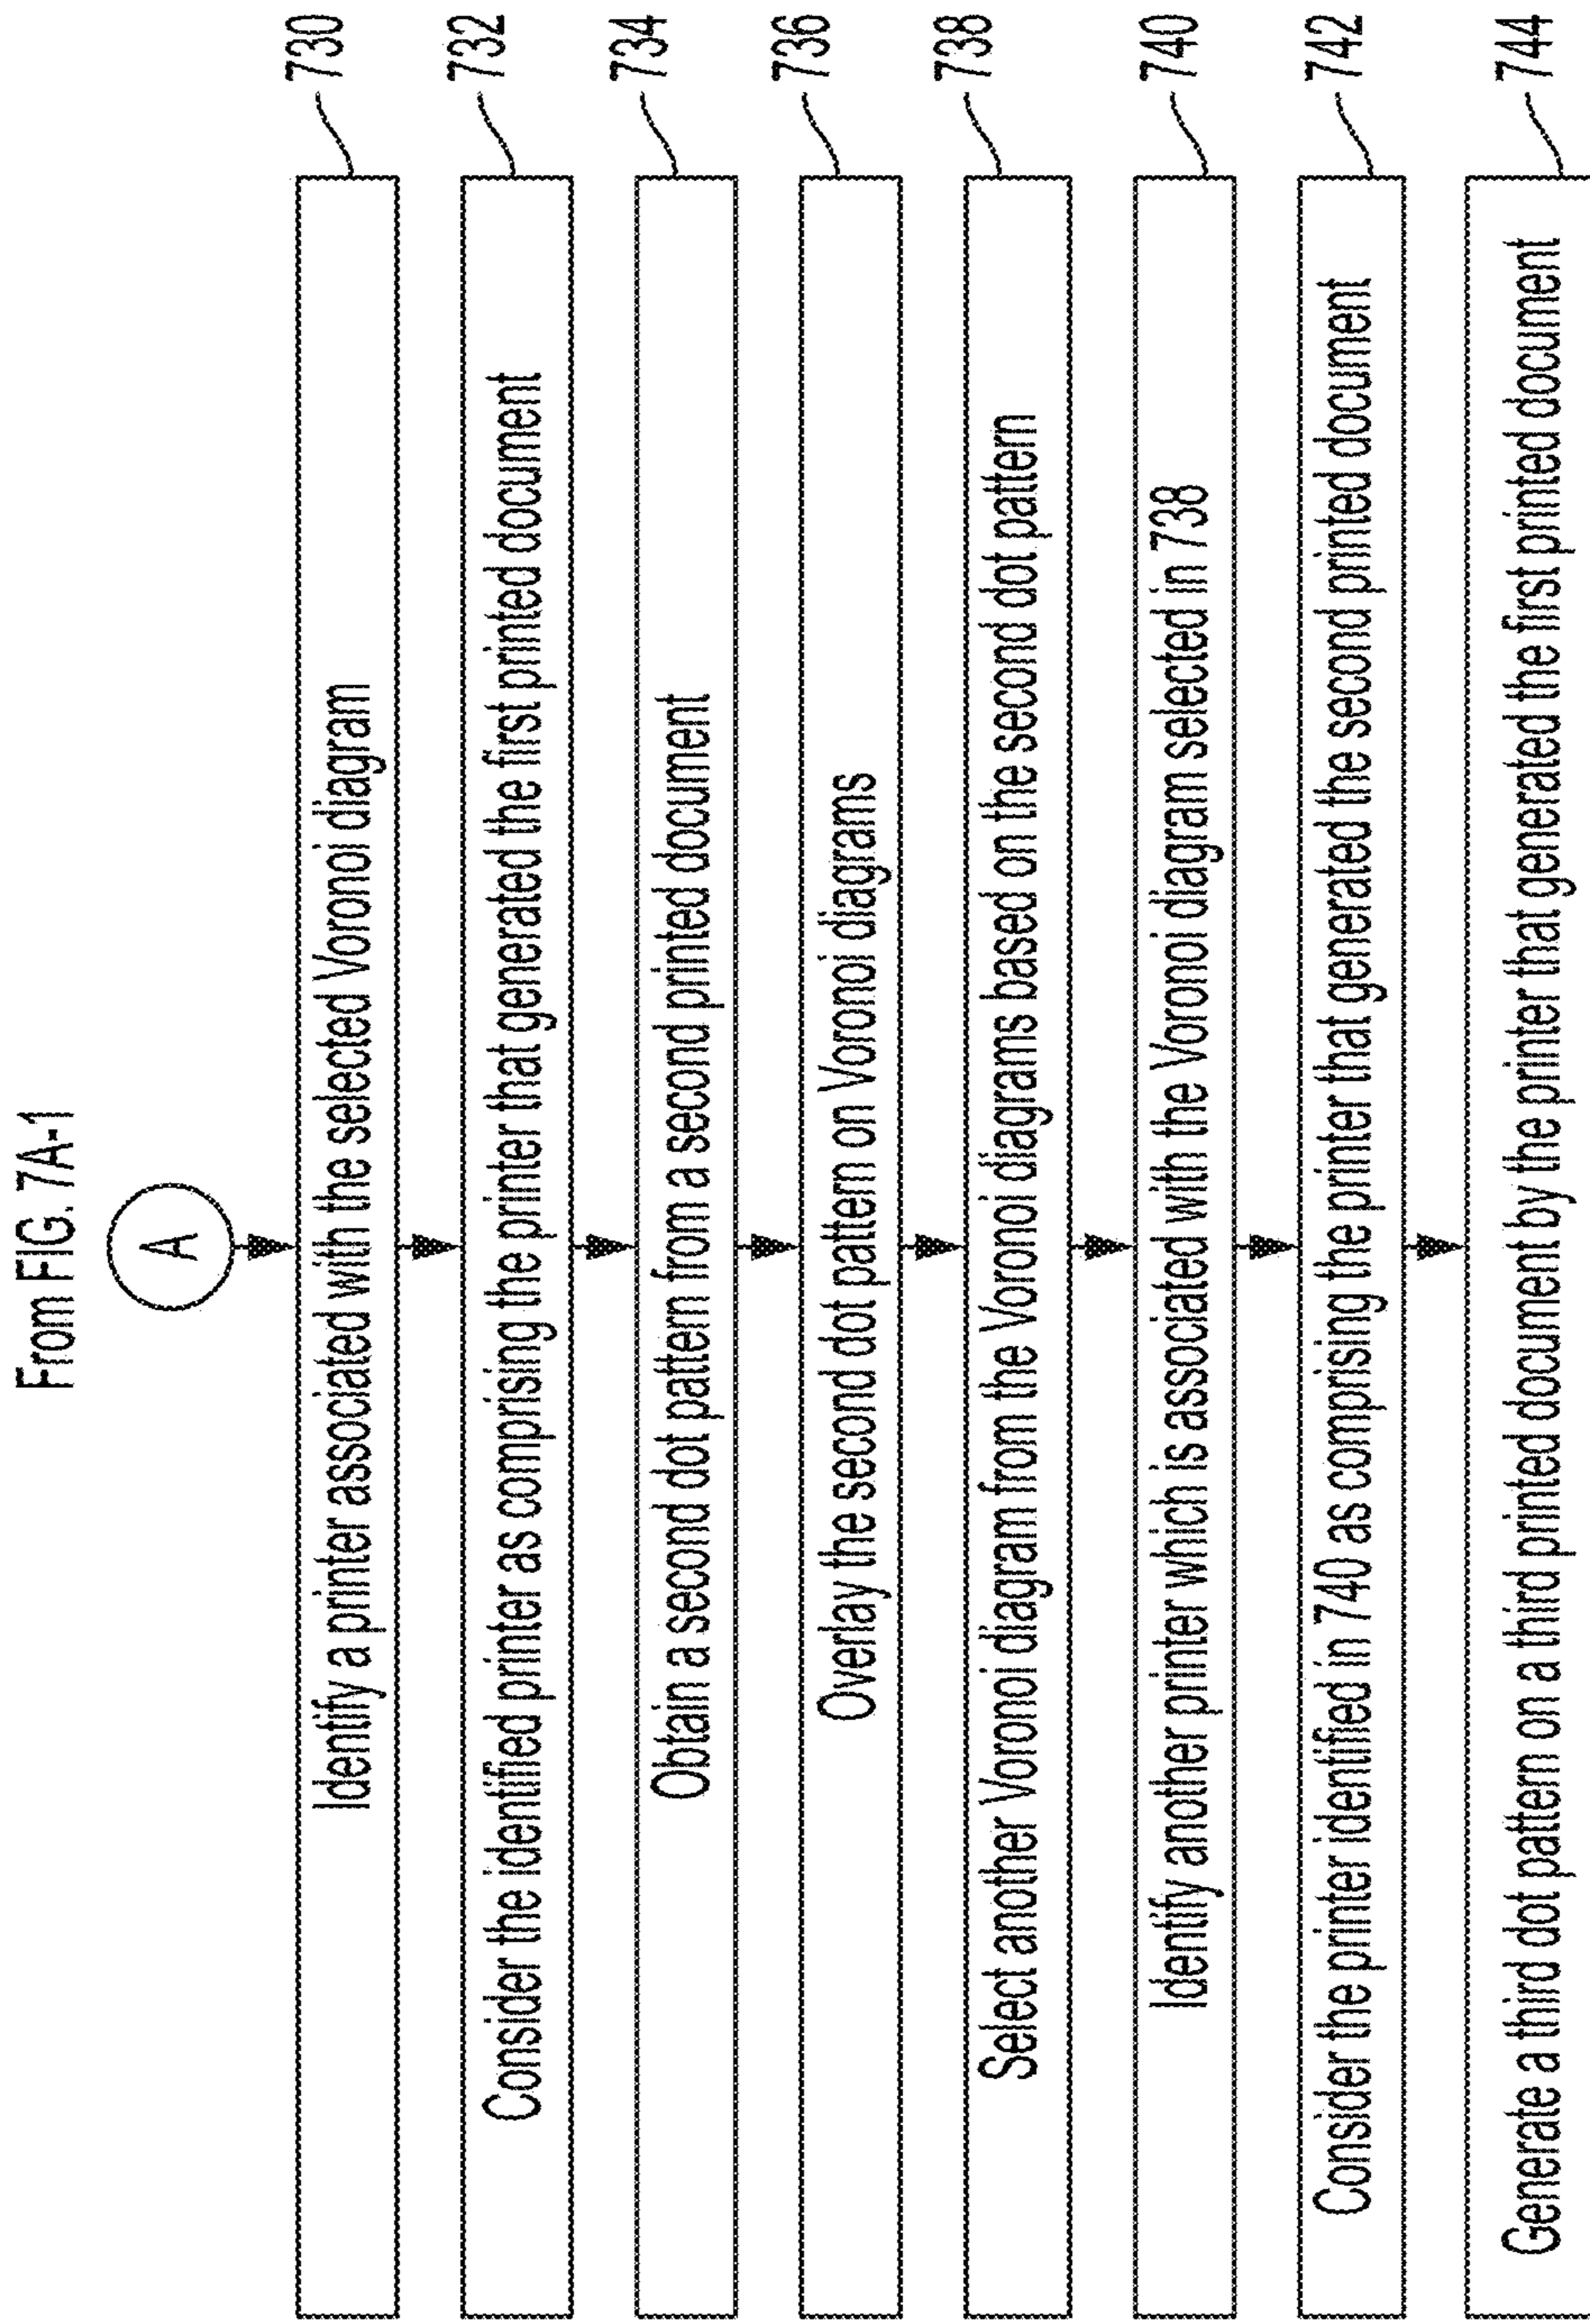 From FIG. 7A-1
A
730
Identify a printer associated with the selected Voronoi diagram
732
Consider the identified printer as comprising the printer that generated the first printed document
734
Obtain a second dot pattern from a second printed document
736
Overlay the second dot pattern on Voronoi diagrams
738
Select another Voronoi diagram from the Voronoi diagrams based on the second dot pattern
740
Identify another printer which is associated with the Voronoi diagram selected in 738
742
Consider the printer identified in 740 as comprising the printer that generated the second printed document
744
Generate a third dot pattern on a third printed document by the printer that generated the first printed document